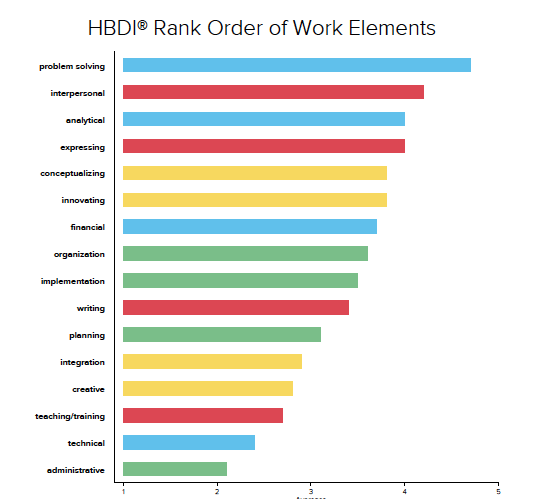 HBDI® Rank Order of Work Elements
problem solving
interpersonal
analytical
expressing
conceptualizing
innovating
financial
organization
implementation
writing
planning
integration
creative
teaching/training
technical
administrative
1 2 3 4 5